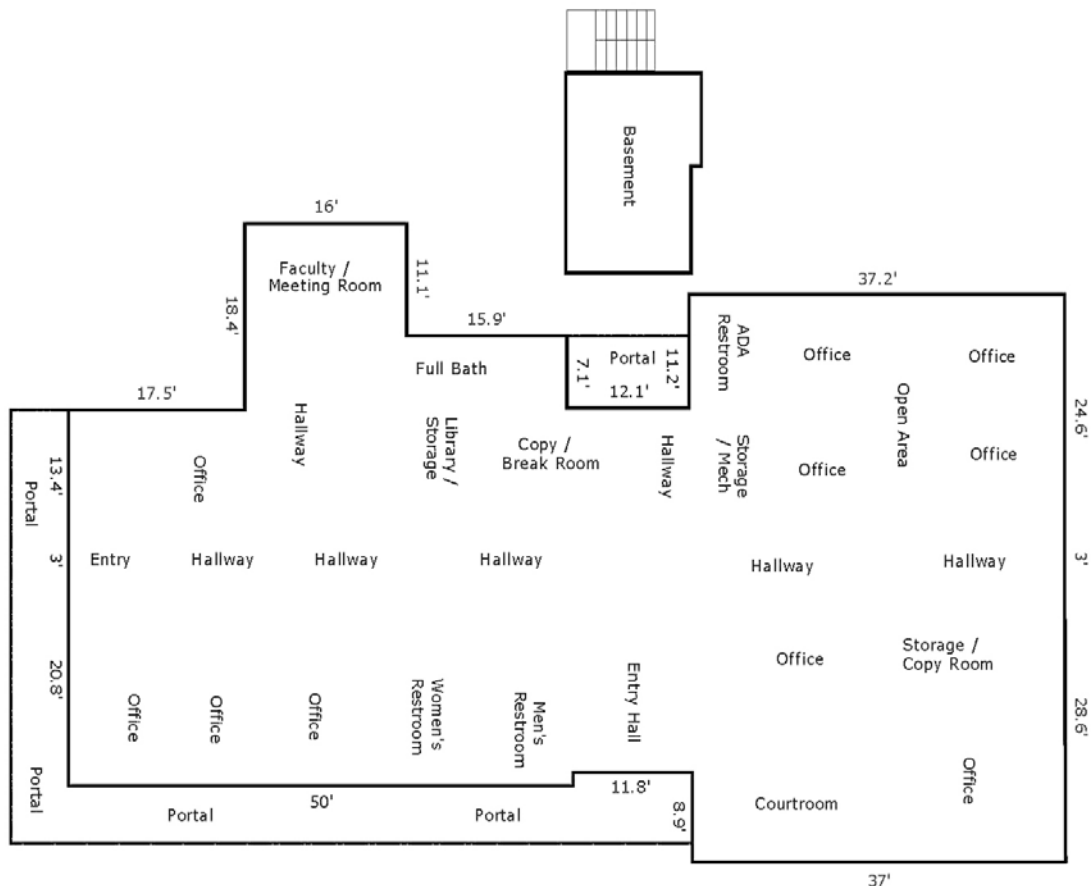 Basement
16'
Faculty /
Meeting Room
11.1'
18.4'
37.2'
15.9'
ADA
Restroom
Office
Office
Full Bath
Portal
7.1'
11.2'
12.1'
17.5'
Hallway
Library /
Storage
Copy /
Break Room
Hallway
Storage
/ Mech
Office
Open Area
Office
24.6'
Portal
13.4'
Office
3'
Entry
Hallway
Hallway
Hallway
Hallway
Hallway
3'
Office
Storage /
Copy Room
20.8'
Office
Office
Office
Women's
Restroom
Men's
Restroom
Entry Hall
28.6'
Portal
Portal
50'
Portal
11.8'
8.9'
Courtroom
Office
37'